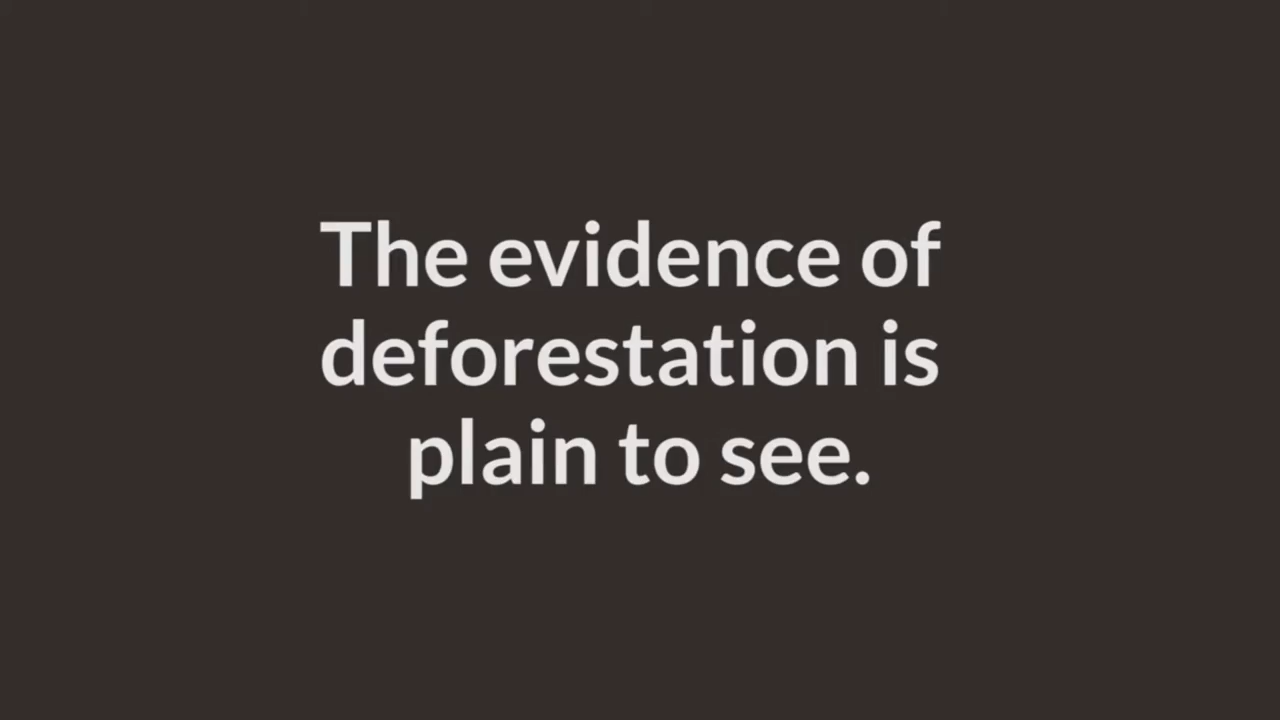 The evidence of
deforestation is
plain to see.